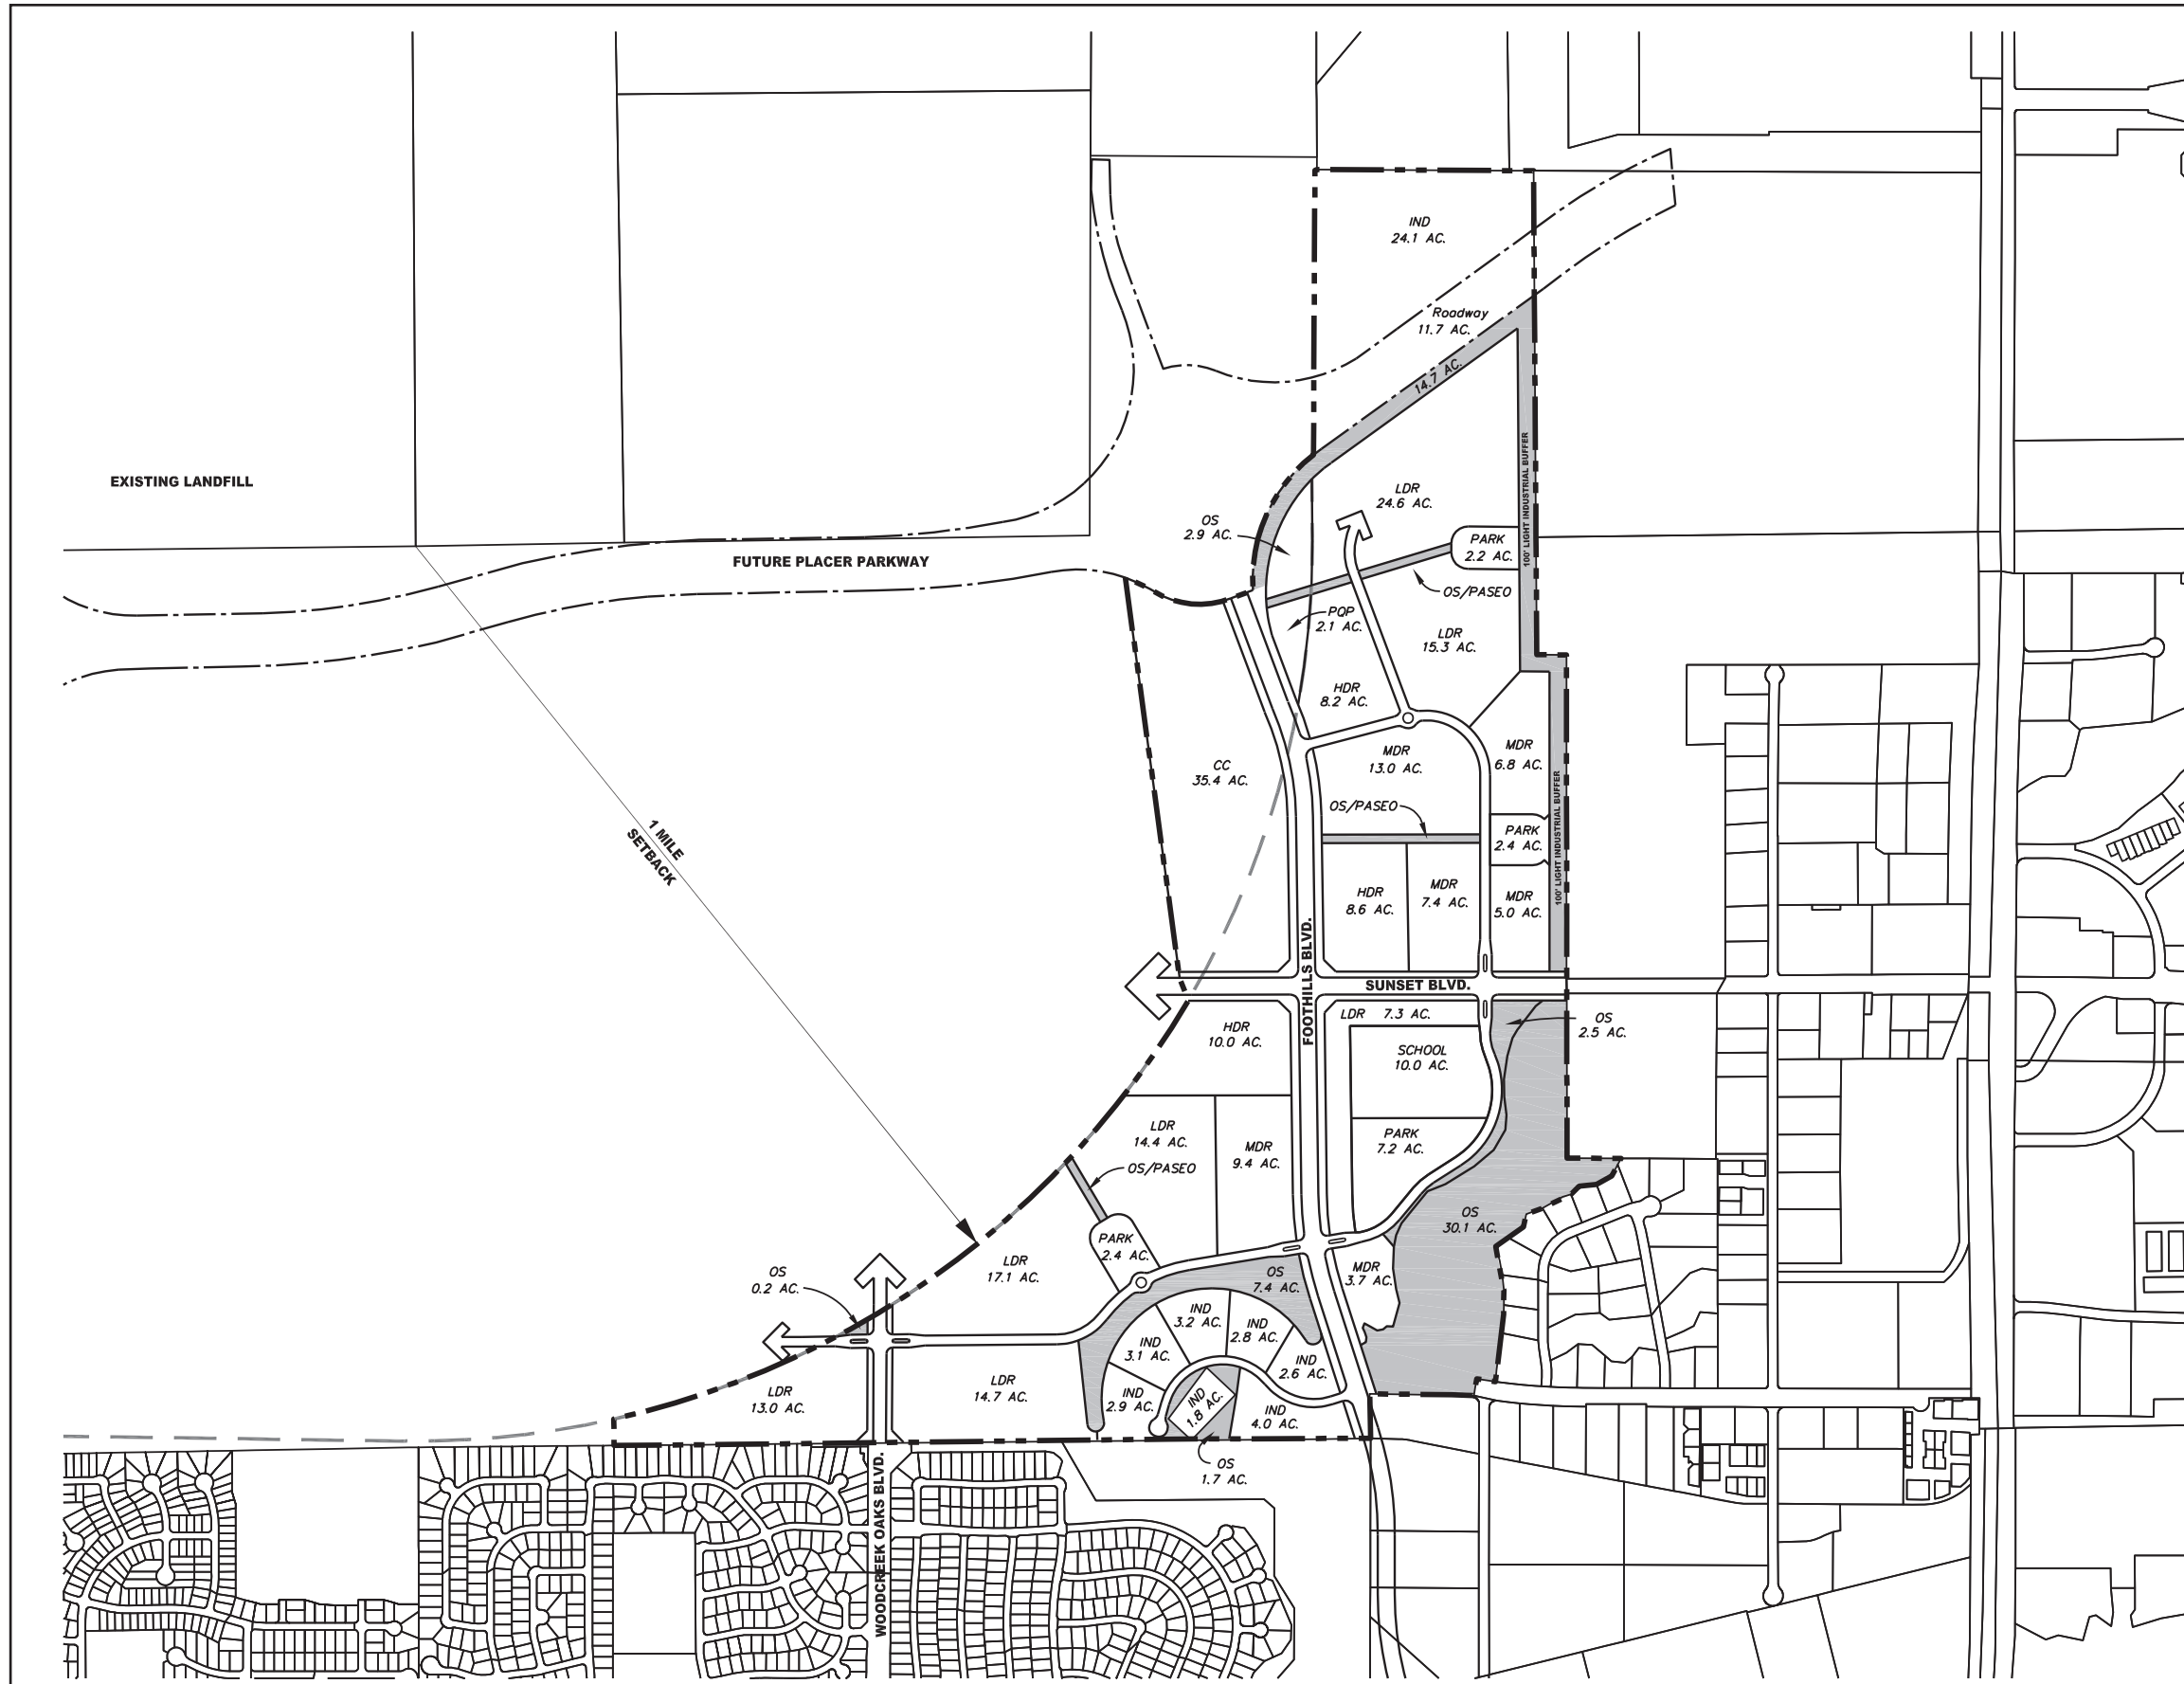 IND
24.1 AC.
Roadway
11.7 AC.
14.7 AC.
EXISTING LANDFILL
FUTURE PLACER PARKWAY
100' LIGHT INDUSTRIAL BUFFER
LDR
24.6 AC.
OS
2.9 AC.
PARK
2.2 AC.
OS/PASEO
PQP
2.1 AC.
LDR
15.3 AC.
HDR
8.2 AC.
MDR
13.0 AC.
MDR
6.8 AC.
CC
35.4 AC.
OS/PASEO
PARK
2.4 AC.
100' LIGHT INDUSTRIAL BUFFER
1 MILE
SETBACK
HDR
8.6 AC.
MDR
7.4 AC.
MDR
5.0 AC.
FOOTHILLS BLVD.
SUNSET BLVD.
LDR 7.3 AC.
OS
2.5 AC.
HDR
10.0 AC.
SCHOOL
10.0 AC.
LDR
14.4 AC.
MDR
9.4 AC.
PARK
7.2 AC.
OS/PASEO
OS
30.1 AC.
PARK
2.4 AC.
LDR
17.1 AC.
OS
0.2 AC.
OS
7.4 AC.
MDR
3.7 AC.
IND
3.2 AC.
IND
2.8 AC.
IND
3.1 AC.
IND
2.6 AC.
LDR
13.0 AC.
LDR
14.7 AC.
IND
2.9 AC.
IND
1.8 AC.
IND
4.0 AC.
OS
1.7 AC.
WOODCREEK OAKS BLVD.